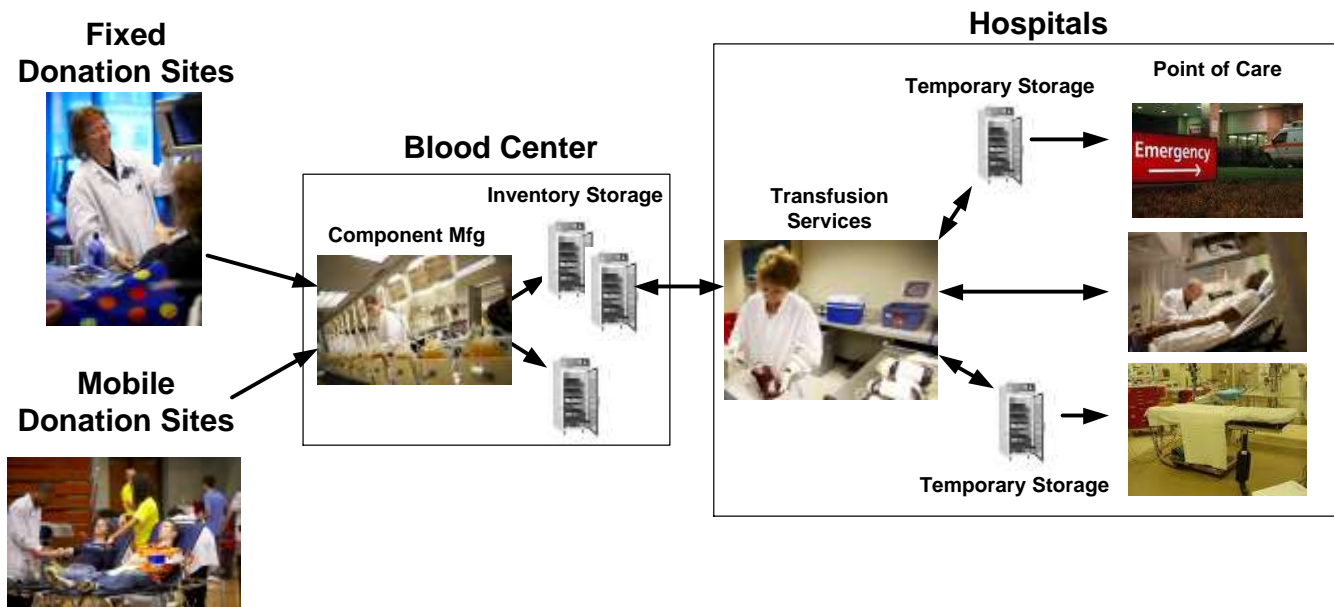 Fixed
Donation Sites
Mobile
Donation Sites
Blood Center
Component Mfg
Inventory Storage
Hospitals
Transfusion
Services
Temporary Storage
Temporary Storage
Point of Care
Emergency